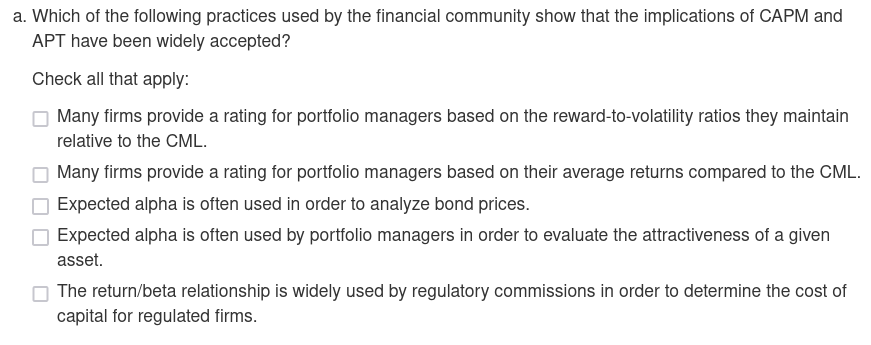 a. Which of the following practices used by the financial community show that the implications of CAPM and
APT have been widely accepted?
Check all that apply:
Many firms provide a rating for portfolio managers based on the reward-to-volatility ratios they maintain
relative to the CML.
Many firms provide a rating for portfolio managers based on their average returns compared to the CML.
Expected alpha is often used in order to analyze bond prices.
Expected alpha is often used by portfolio managers in order to evaluate the attractiveness of a given
asset.
The return/beta relationship is widely used by regulatory commissions in order to determine the cost of
capital for regulated firms.